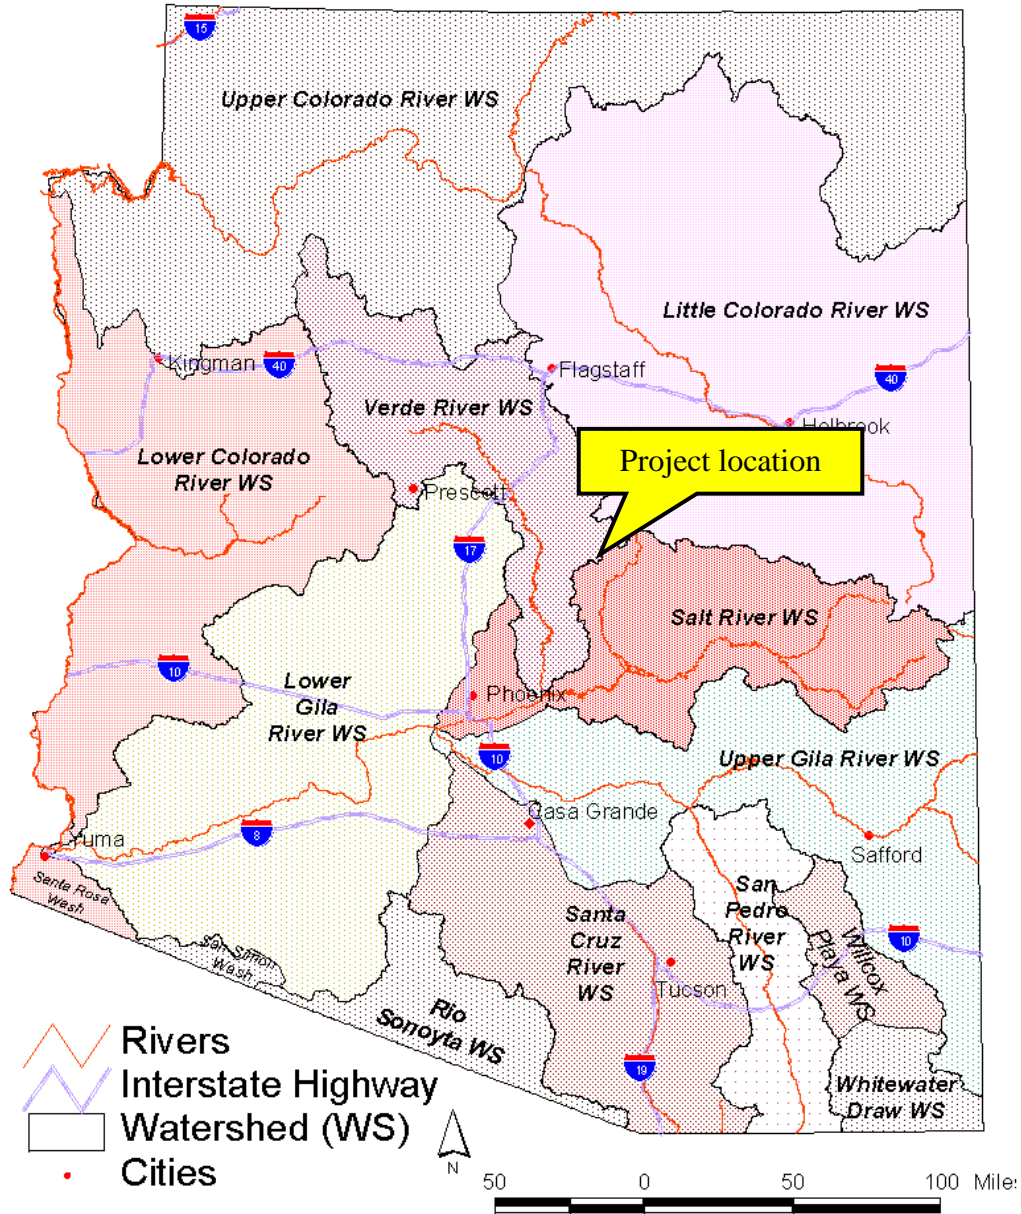 15
Upper Colorado River WS
Little Colorado River WS
Kingman
40
Flagstaff
40
Verde River WS
Holbrook
Lower Colorado
River WS
Project location
Prescott
17
Salt River WS
10
Lower
Gila
River WS
Phoenix
10
Upper Gila River WS
Casa Grande
8
Yuma
Safford
Santa Rosa
Wash
San Simon
Wash
Santa
Cruz
River
WS
San
Pedro
River
WS
Willcox
Playa WS
10
Tucson
Rio
Sonoyta WS
19
Whitewater
Draw WS
Rivers
Interstate Highway
Watershed (WS)
Cities
N
50 0 50 100 Miles